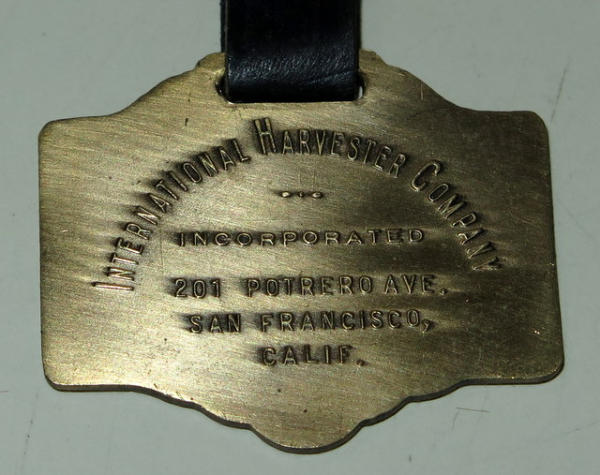 INTERNATIONAL HARVESTER COMPANY
INCORPORATED
201 POTRERO AVE.
SAN FRANCISCO,
CALIF.